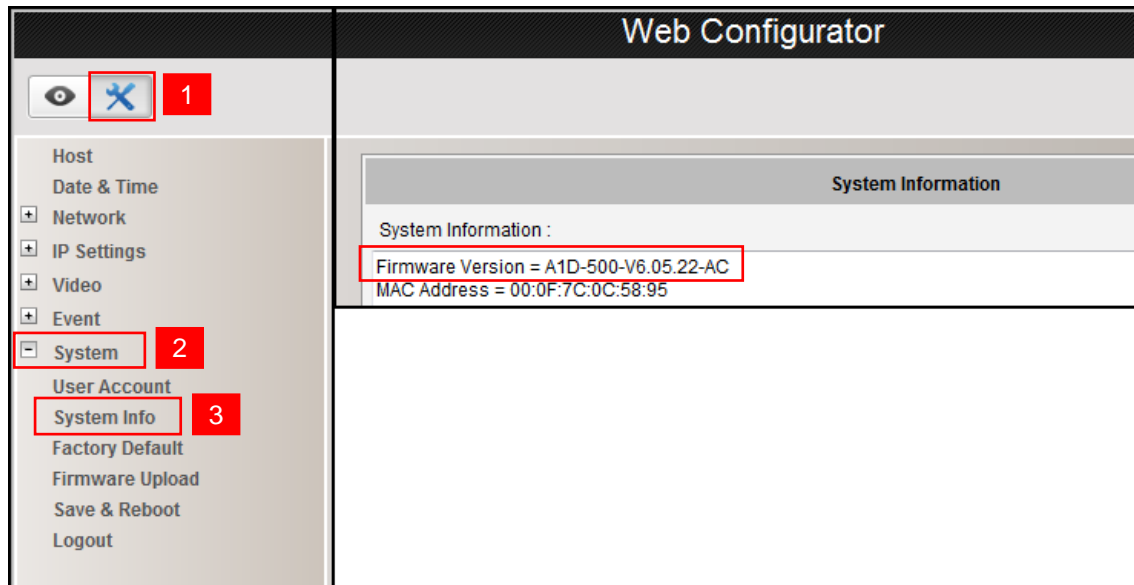 Web Configurator
1
Host
Date & Time
Network
IP Settings
Video
Event
System
2
User Account
System Info
3
Factory Default
Firmware Upload
Save & Reboot
Logout
System Information
System Information :
Firmware Version = A1D-500-V6.05.22-AC
MAC Address = 00:0F:7C:0C:58:95